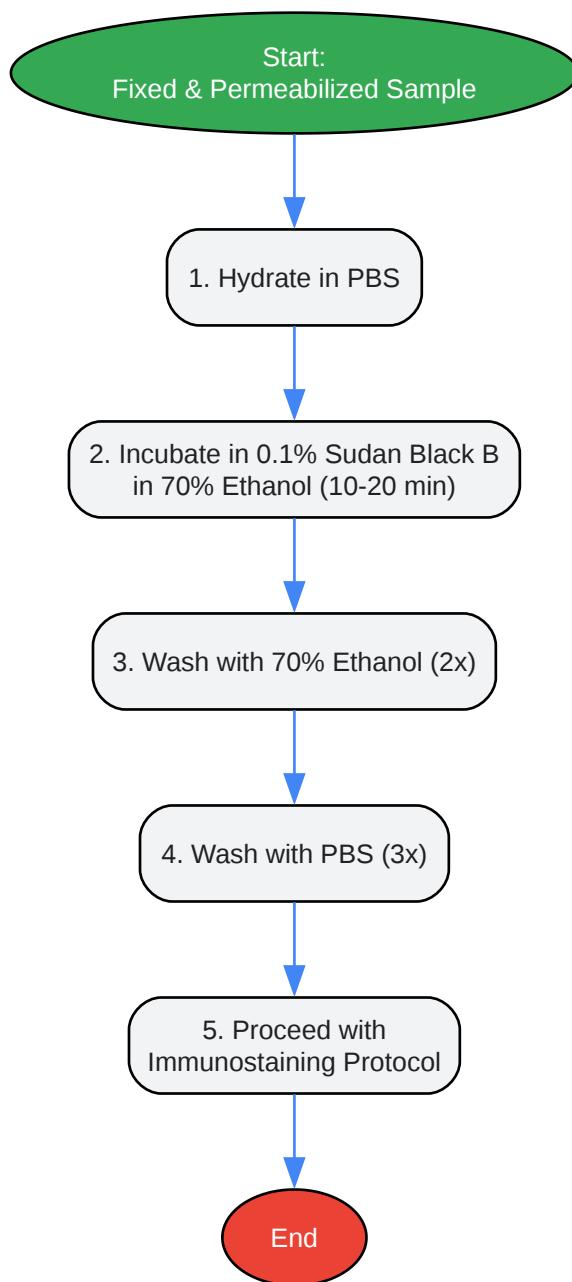 Start:
Fixed & Permeabilized Sample
1. Hydrate in PBS
2. Incubate in 0.1% Sudan Black B
in 70% Ethanol (10-20 min)
3. Wash with 70% Ethanol (2x)
4. Wash with PBS (3x)
5. Proceed with
Immunostaining Protocol
End